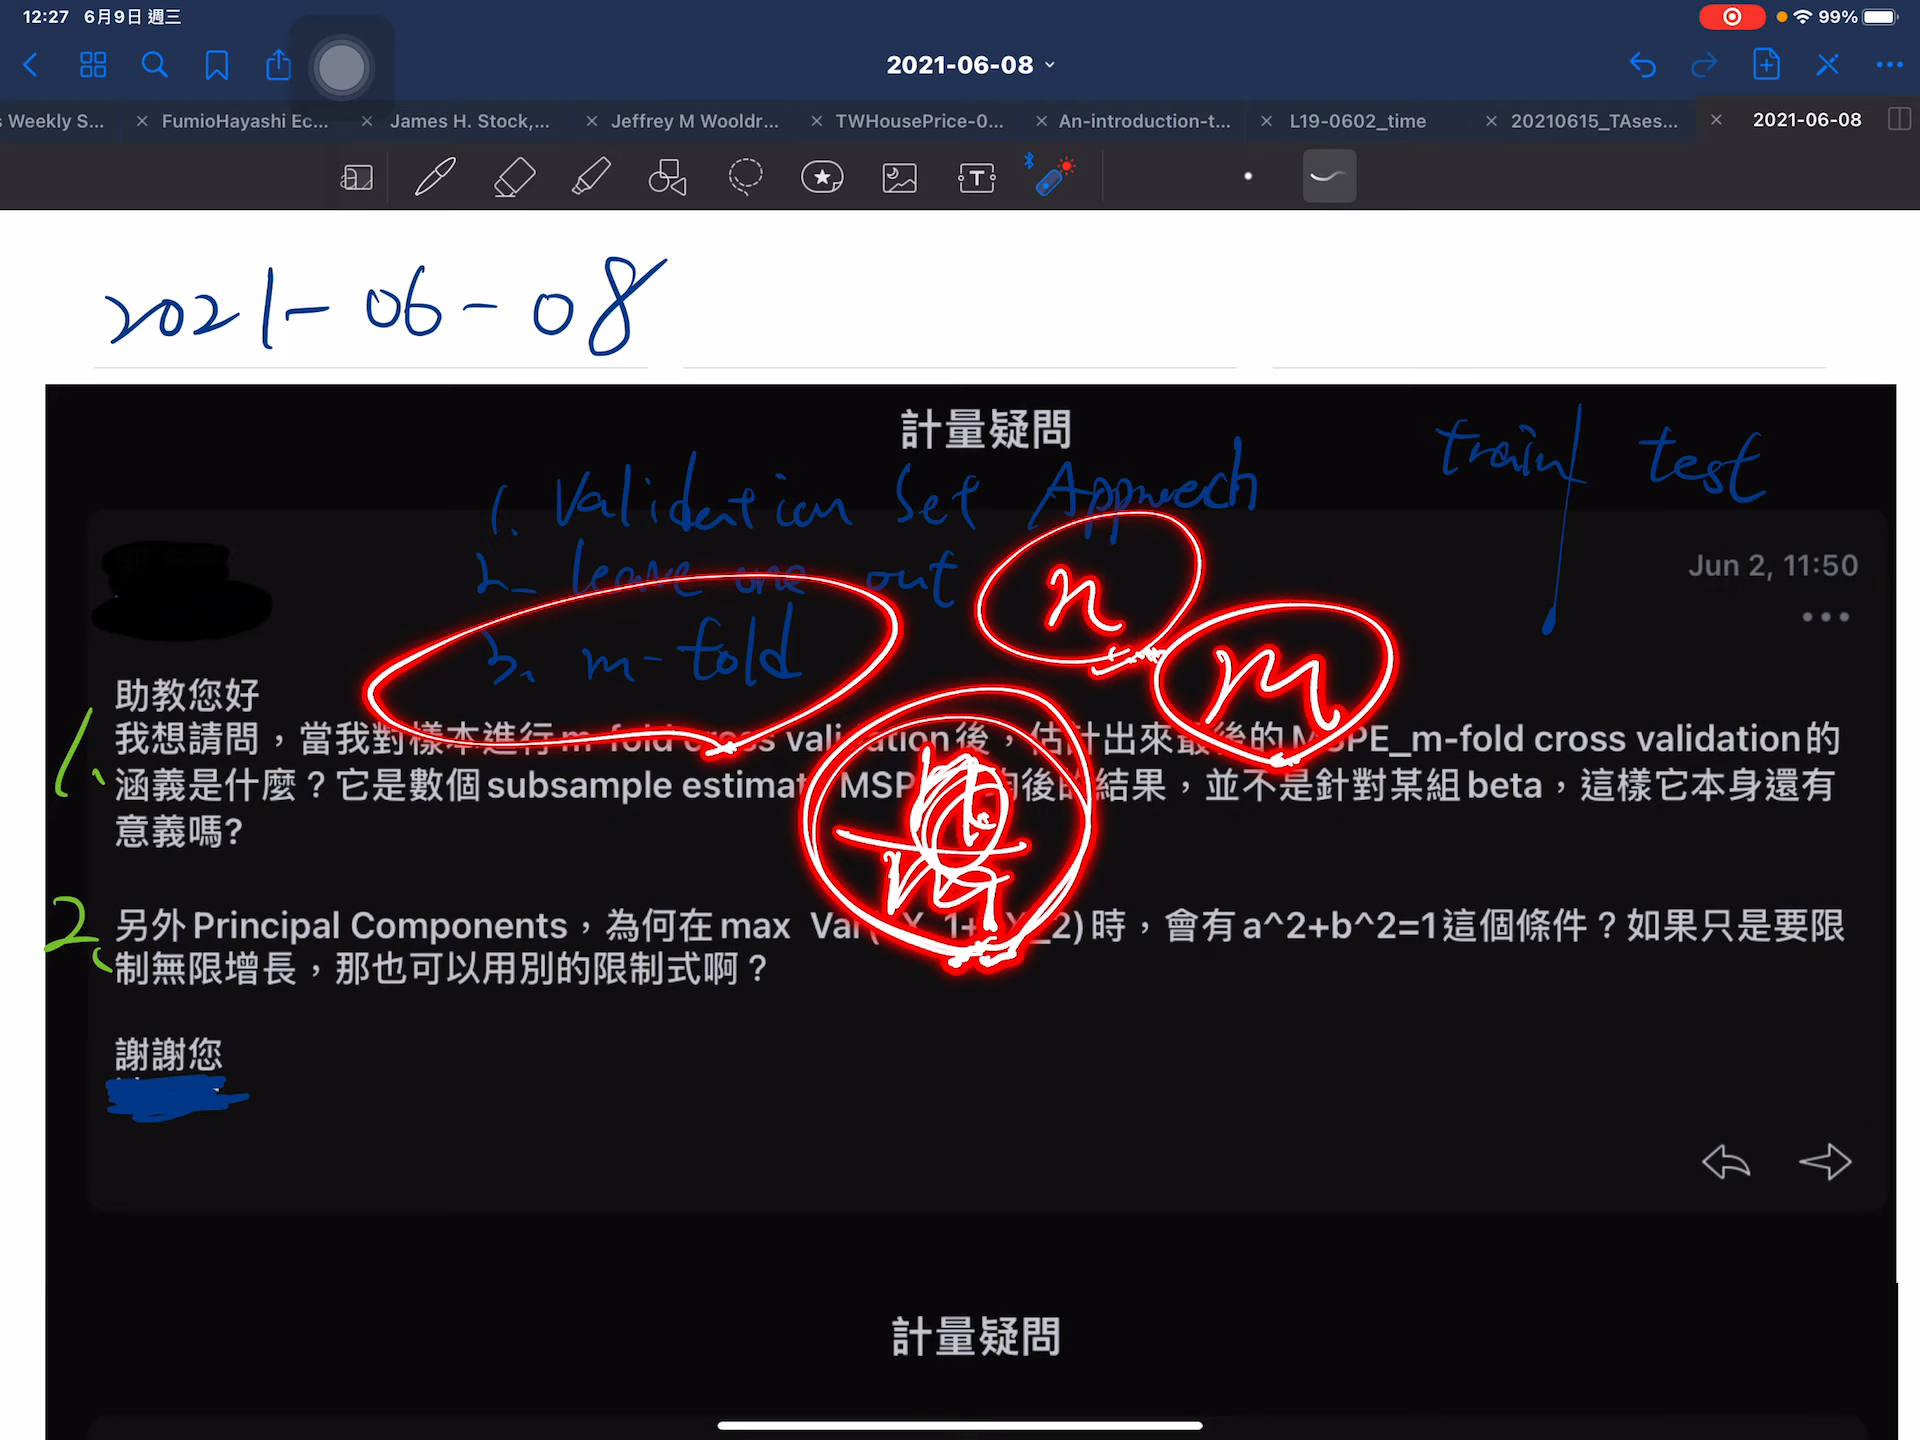 12:27 6月9日 週三
99%
2021-06-08
s Weekly S...
FumioHayashi Ec...
James H. Stock,...
Jeffrey M Wooldr...
TWHousePrice-0...
An-introduction-t...
L19-0602_time
20210615_TAses...
2021-06-08
2021-06-08
計量疑問
train test
1. Validation Set Approach
2. leave one out
n
Jun 2, 11:50
3. m-fold
m
助教您好
1. 我想請問，當我對樣本進行m-fold cross validation後，估計出來最後的MSPE_m-fold cross validation的
涵義是什麼？它是數個subsample estimat MSP 均後的結果，並不是針對某組beta，這樣它本身還有
意義嗎?
n
m
2. 另外Principal Components，為何在max Var( X_1+ X_2)時，會有a^2+b^2=1這個條件？如果只是要限
制無限增長，那也可以用別的限制式啊？
謝謝您
計量疑問